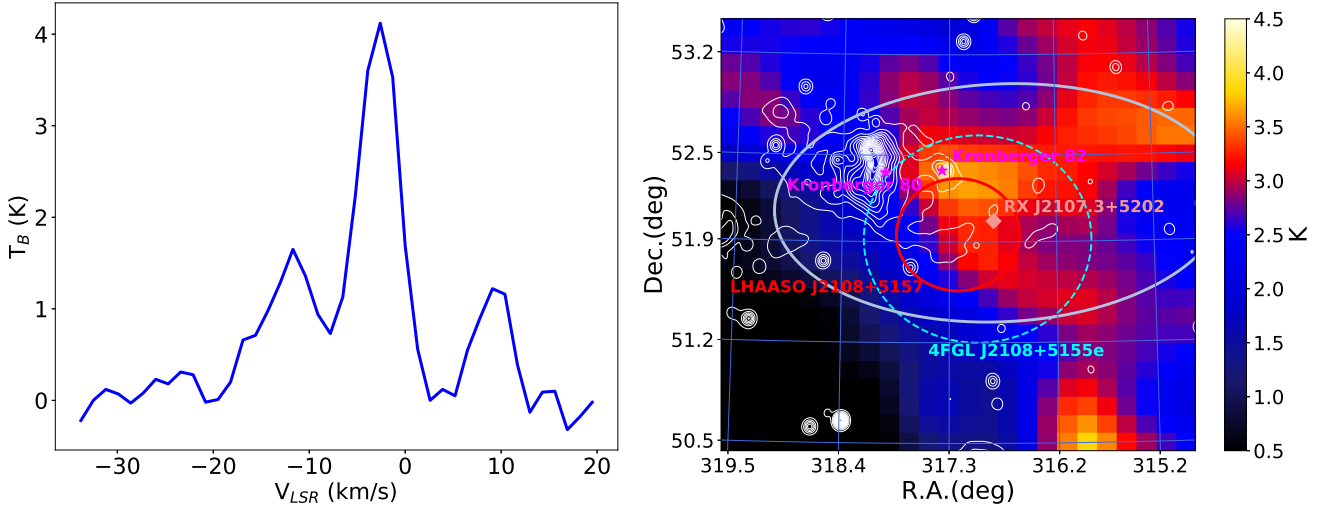 4
3
2
1
0
T_B (K)
−30 −20 −10 0 10 20
V_LSR (km/s)
53.2
52.5
51.9
51.2
50.5
Dec.(deg)
Kronberger 82
Kronberger 80
RX J2107.3+5202
LHAASO J2108+5157
4FGL J2108+5155e
319.5 318.4 317.3 316.2 315.2
R.A.(deg)
4.5
4.0
3.5
3.0
2.5
2.0
1.5
1.0
0.5
K